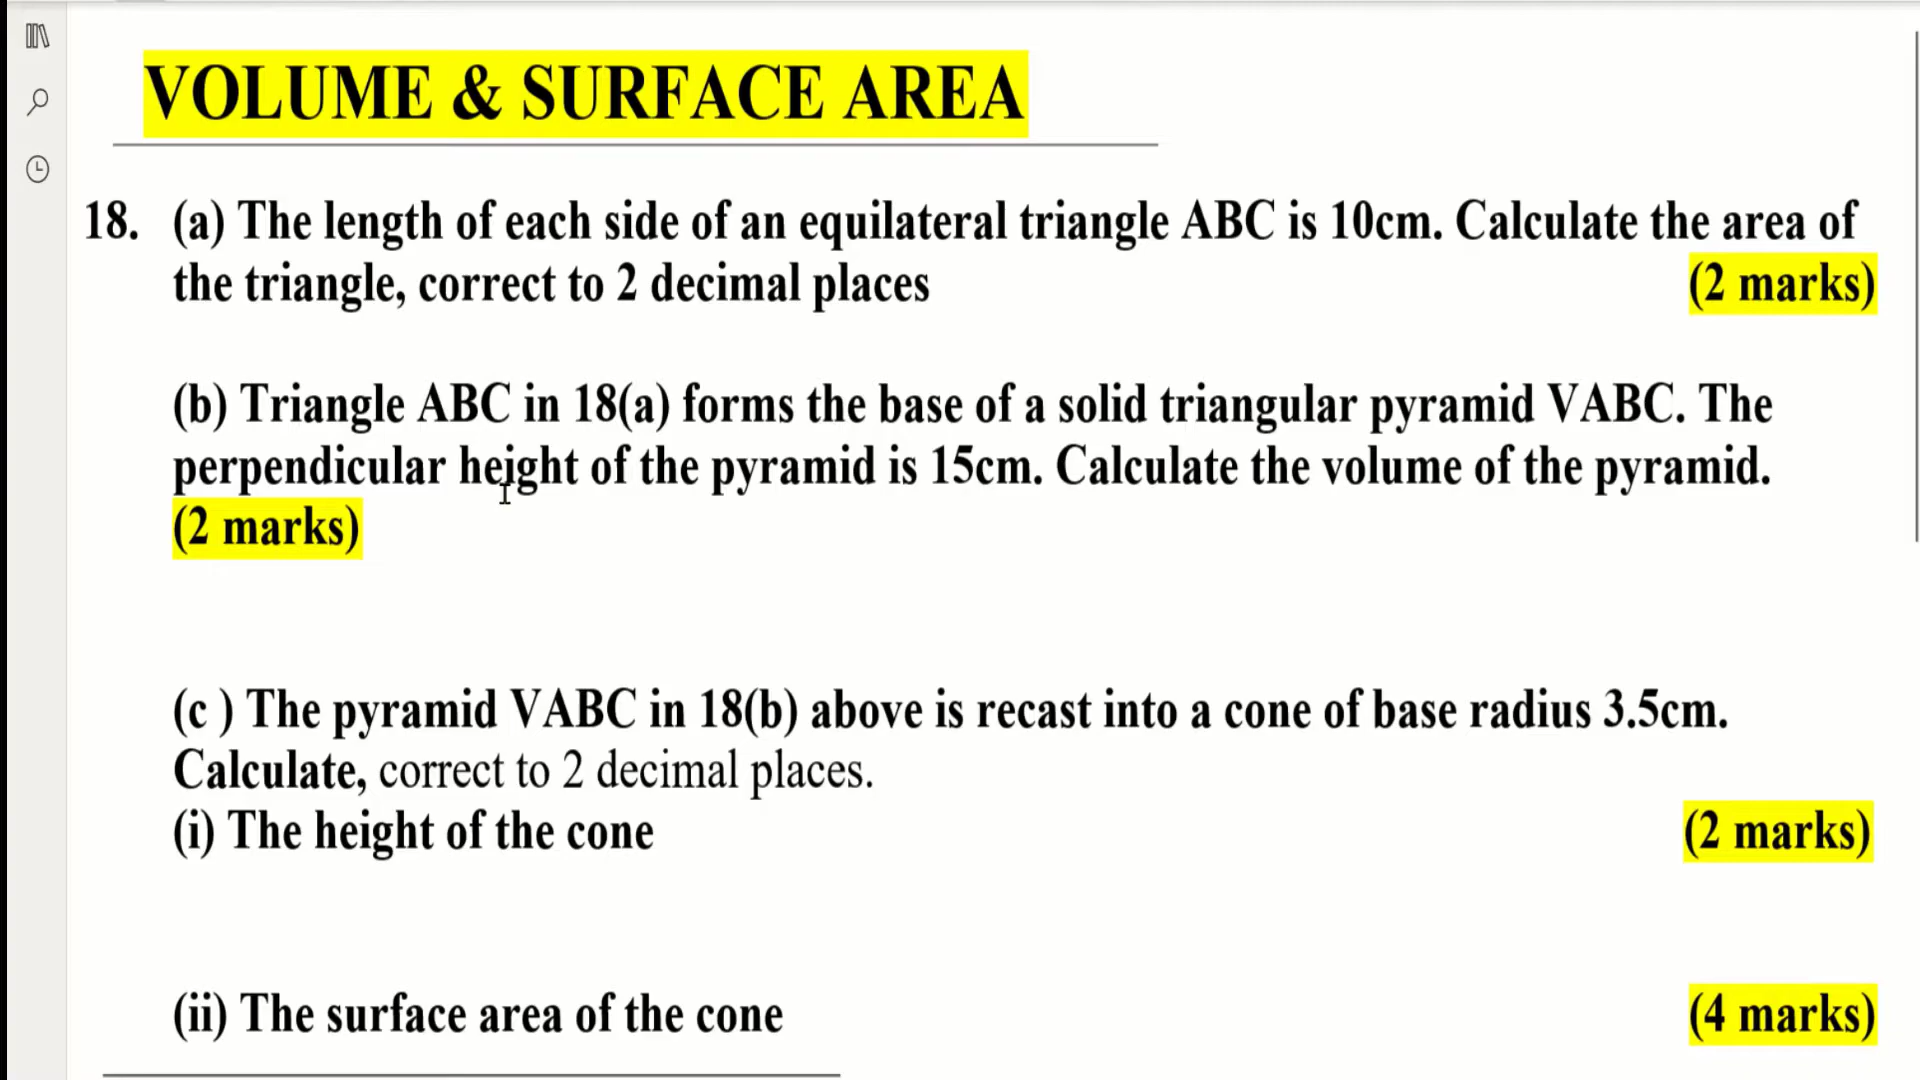 VOLUME & SURFACE AREA
18. (a) The length of each side of an equilateral triangle ABC is 10cm. Calculate the area of
the triangle, correct to 2 decimal places (2 marks)
(b) Triangle ABC in 18(a) forms the base of a solid triangular pyramid VABC. The
perpendicular height of the pyramid is 15cm. Calculate the volume of the pyramid.
(2 marks)
(c ) The pyramid VABC in 18(b) above is recast into a cone of base radius 3.5cm.
Calculate, correct to 2 decimal places.
(i) The height of the cone (2 marks)
(ii) The surface area of the cone (4 marks)